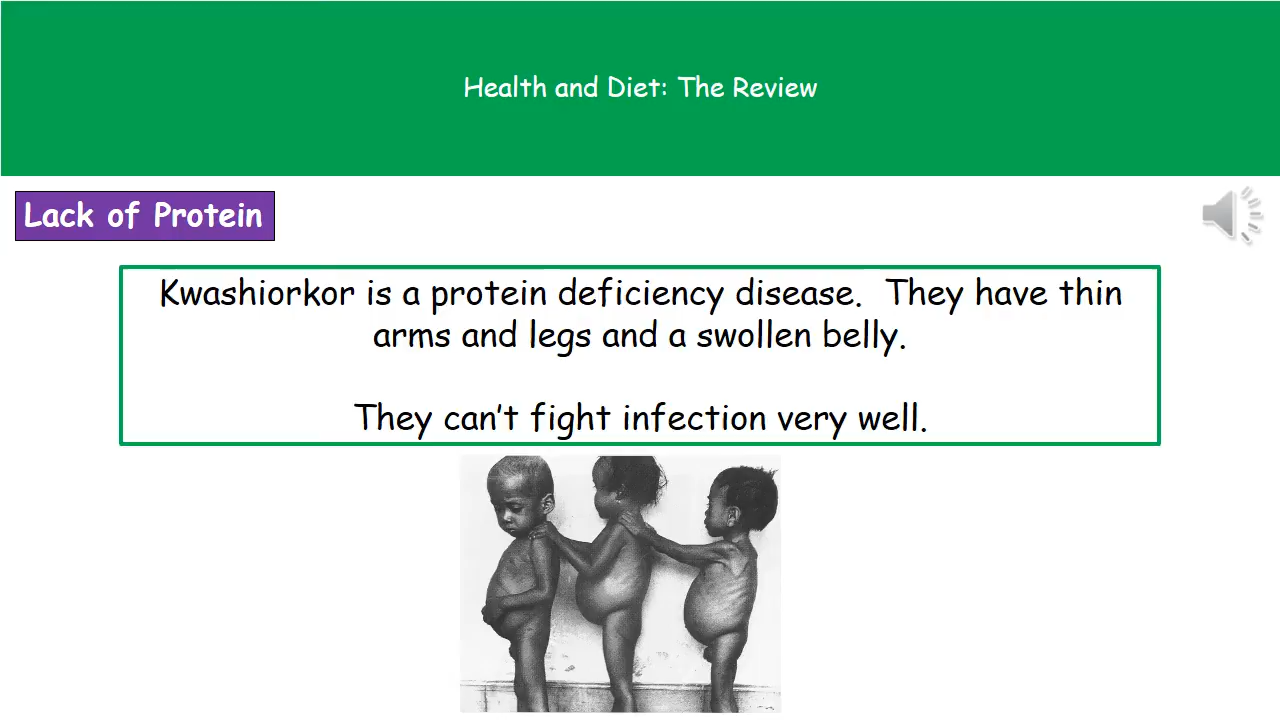 Health and Diet: The Review
Lack of Protein
Kwashiorkor is a protein deficiency disease.  They have thin
arms and legs and a swollen belly.
They can't fight infection very well.